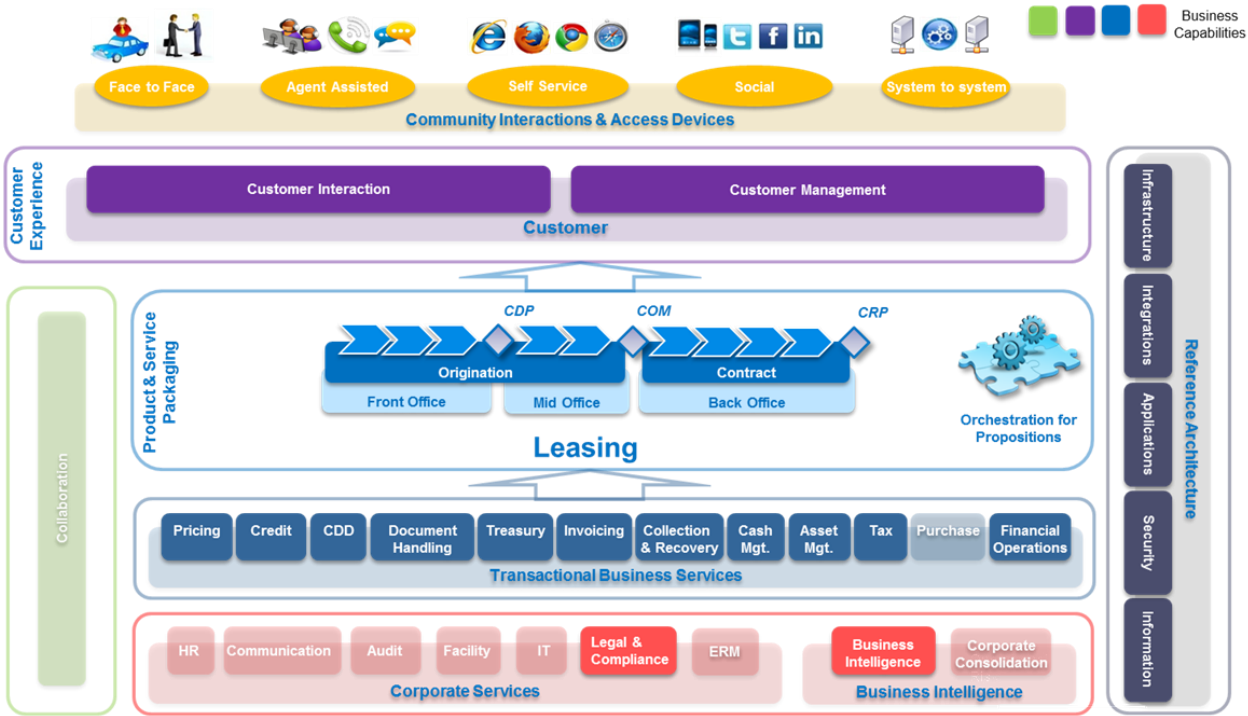 Business
Capabilities
Face to Face
Agent Assisted
Self Service
Social
System to system
Community Interactions & Access Devices
Customer
Experience
Customer Interaction
Customer Management
Customer
Product & Service
Packaging
CDP
COM
CRP
Origination
Contract
Front Office
Mid Office
Back Office
Leasing
Orchestration for
Propositions
Collaboration
Pricing
Credit
CDD
Document
Handling
Treasury
Invoicing
Collection
& Recovery
Cash
Mgt.
Asset
Mgt.
Tax
Purchase
Financial
Operations
Transactional Business Services
HR
Communication
Audit
Facility
IT
Legal &
Compliance
ERM
Corporate Services
Business
Intelligence
Corporate
Consolidation
Business Intelligence
Infrastructure
Integrations
Applications
Security
Information
Reference Architecture